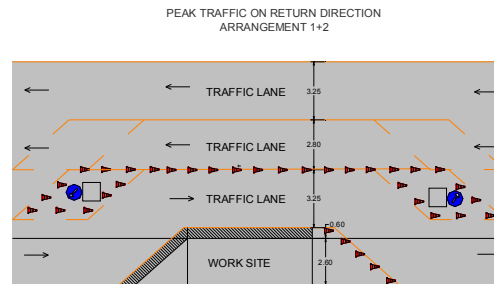 PEAK TRAFFIC ON RETURN DIRECTION
ARRANGEMENT 1+2
TRAFFIC LANE
3.25
TRAFFIC LANE
2.80
TRAFFIC LANE
3.25
0.60
WORK SITE
2.60